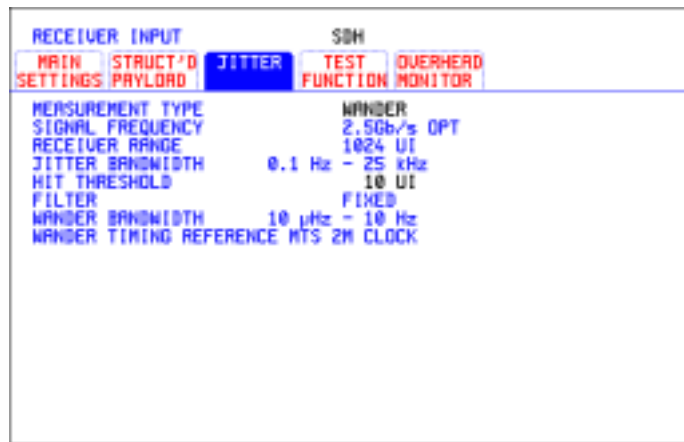 RECEIVER INPUT SDH
MAIN SETTINGS STRUCT'D PAYLOAD JITTER TEST FUNCTION OVERHEAD MONITOR
MEASUREMENT TYPE WANDER
SIGNAL FREQUENCY 2.5Gb/s OPT
RECEIVER RANGE 1024 UI
JITTER BANDWIDTH 0.1 Hz - 25 kHz
HIT THRESHOLD 10 UI
FILTER FIXED
WANDER BANDWIDTH 10 µHz - 10 Hz
WANDER TIMING REFERENCE MTS 2M CLOCK